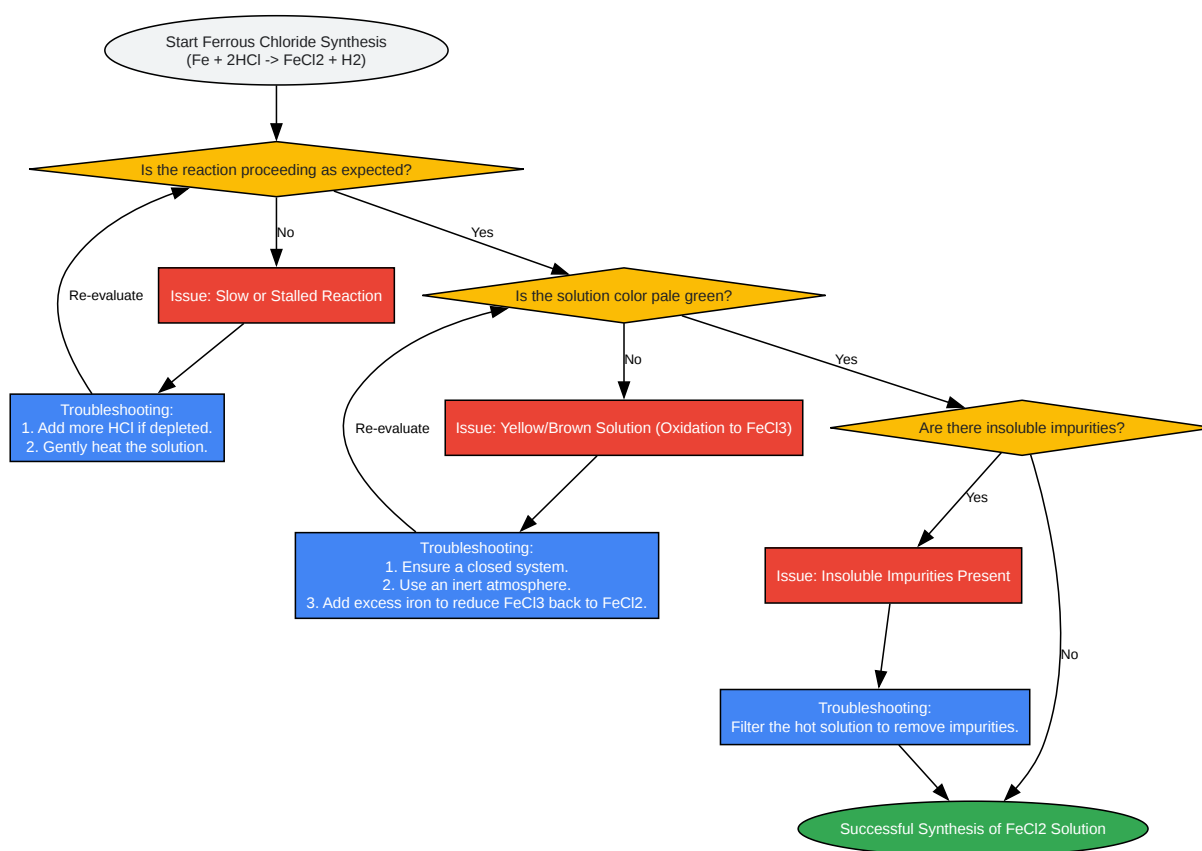 Start Ferrous Chloride Synthesis
(Fe + 2HCl -> FeCl2 + H2)
Is the reaction proceeding as expected?
No
Yes
Re-evaluate
Issue: Slow or Stalled Reaction
Is the solution color pale green?
Troubleshooting:
1. Add more HCl if depleted.
2. Gently heat the solution.
No
Yes
Re-evaluate
Issue: Yellow/Brown Solution (Oxidation to FeCl3)
Are there insoluble impurities?
Yes
Troubleshooting:
1. Ensure a closed system.
2. Use an inert atmosphere.
3. Add excess iron to reduce FeCl3 back to FeCl2.
Issue: Insoluble Impurities Present
No
Troubleshooting:
Filter the hot solution to remove impurities.
Successful Synthesis of FeCl2 Solution